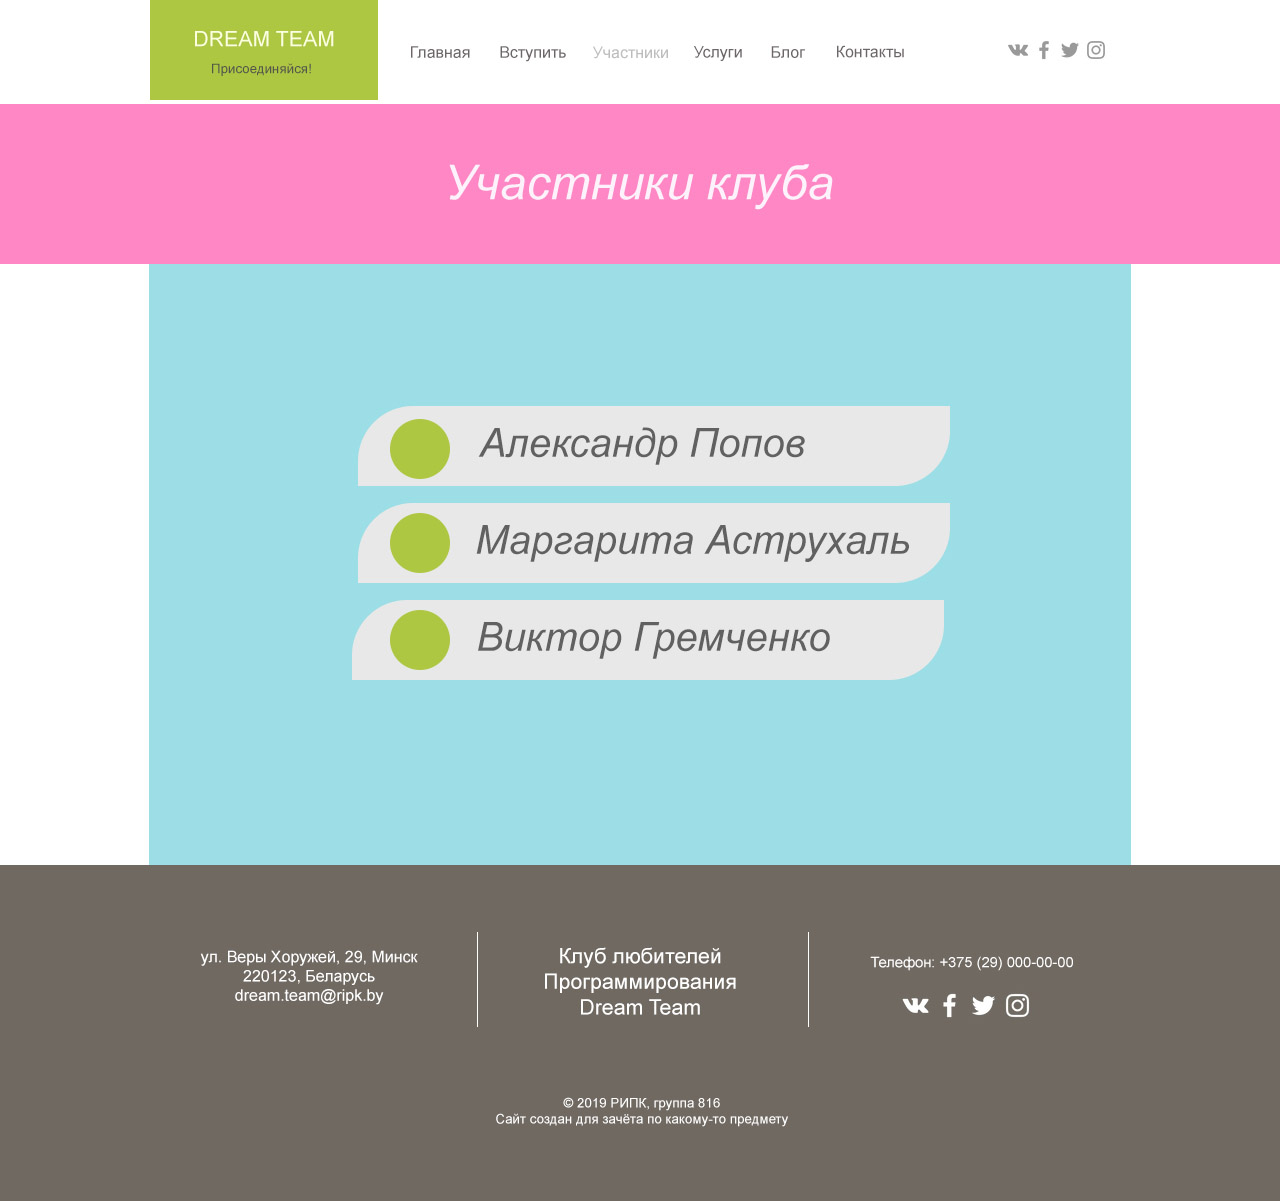 DREAM TEAM
Присоединяйся!
Главная Вступить Участники Услуги Блог Контакты
Участники клуба
Александр Попов
Маргарита Аструхаль
Виктор Гремченко
ул. Веры Хоружей, 29, Минск
220123, Беларусь
dream.team@ripk.by
Клуб любителей
Программирования
Dream Team
Телефон: +375 (29) 000-00-00
© 2019 РИПК, группа 816
Сайт создан для зачёта по какому-то предмету